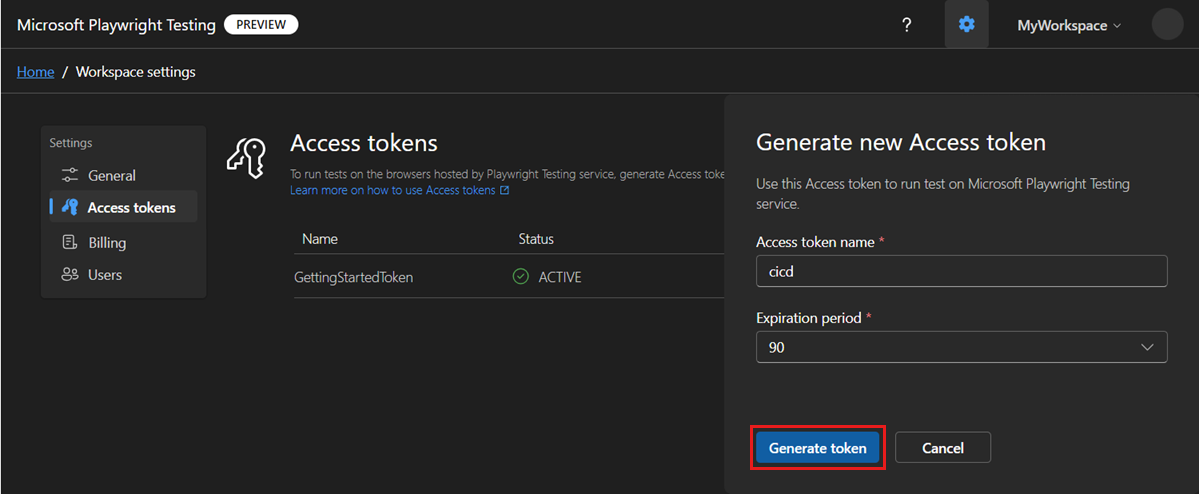 Microsoft Playwright Testing PREVIEW
? MyWorkspace
Home / Workspace settings
Settings
General
Access tokens
Billing
Users
Access tokens
To run tests on the browsers hosted by Playwright Testing service, generate Access toke
Learn more on how to use Access tokens
Name Status
GettingStartedToken ACTIVE
Generate new Access token
Use this Access token to run test on Microsoft Playwright Testing
service.
Access token name *
cicd
Expiration period *
90
Generate token Cancel